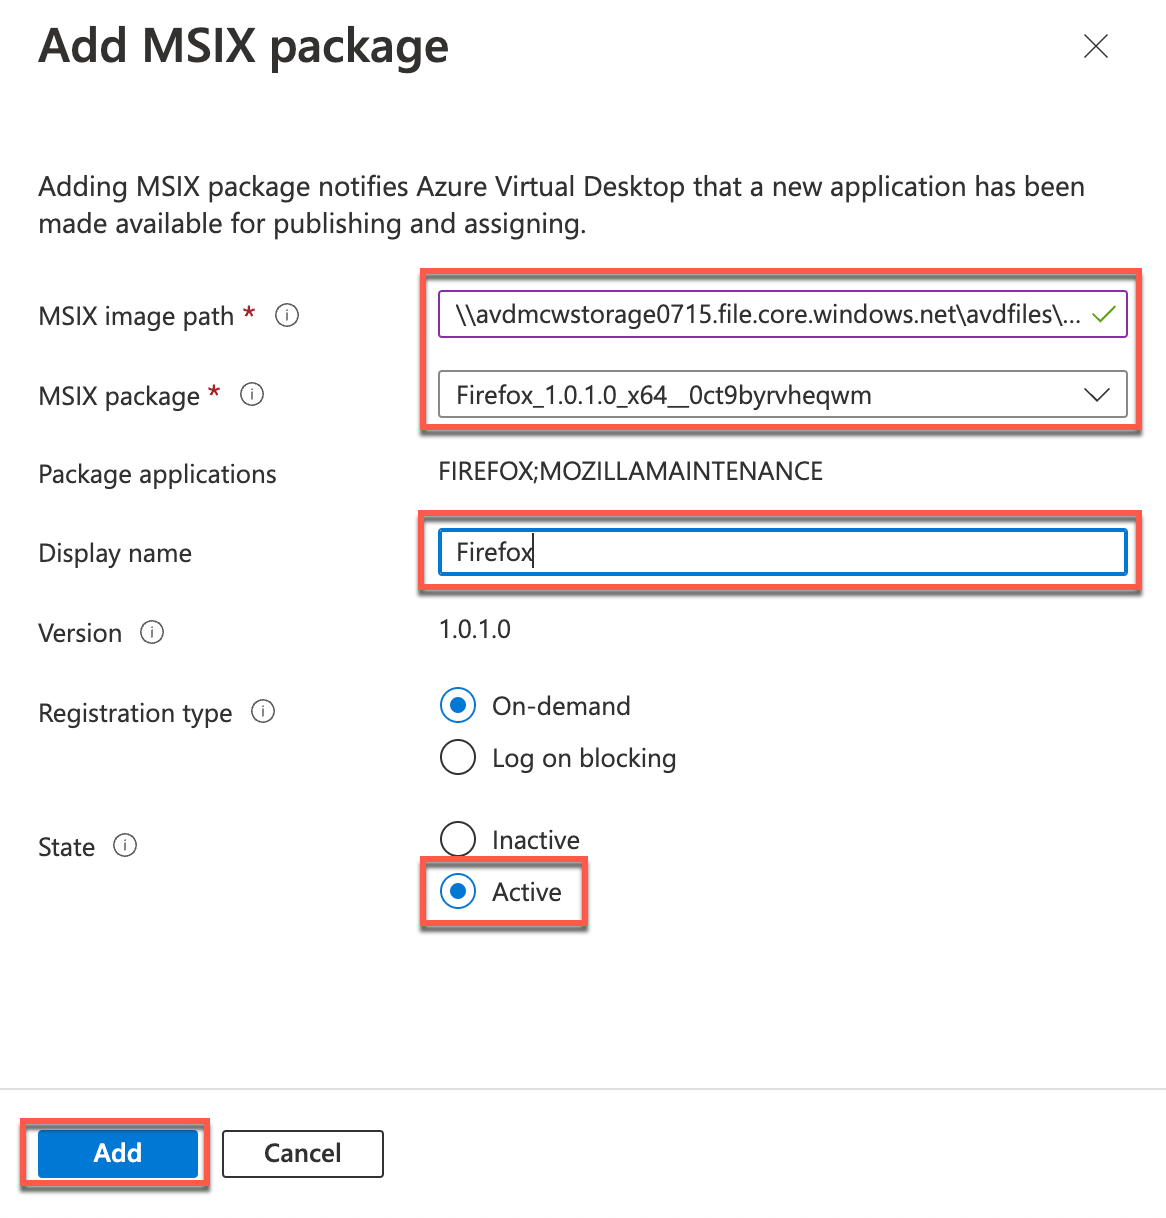 Add MSIX package
Adding MSIX package notifies Azure Virtual Desktop that a new application has been
made available for publishing and assigning.
MSIX image path *
\\avdmcwstorage0715.file.core.windows.net\avdfiles\...
MSIX package *
Firefox_1.0.1.0_x64__0ct9byrvheqwm
Package applications
FIREFOX;MOZILLAMAINTENANCE
Display name
Firefox
Version
1.0.1.0
Registration type
On-demand
Log on blocking
State
Inactive
Active
Add
Cancel